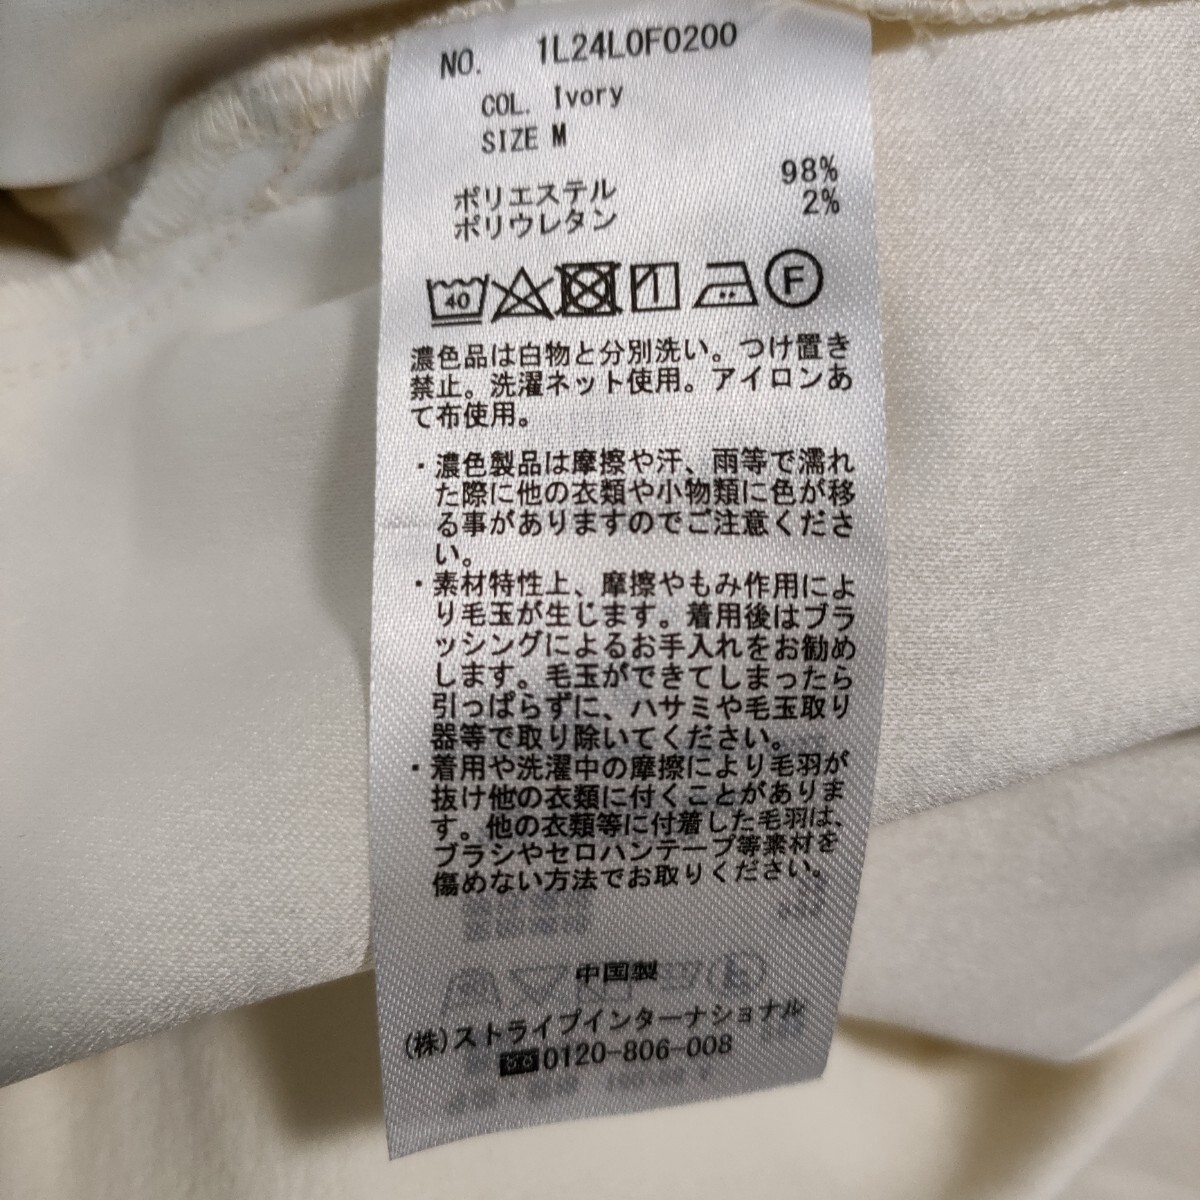 NO. 1L24L0F0200
COL. Ivory
SIZE M
ポリエステル 98%
ポリウレタン 2%
40 F
濃色品は白物と分別洗い。つけ置き
禁止。洗濯ネット使用。アイロンあ
て布使用。
・濃色製品は摩擦や汗、雨等で濡れ
た際に他の衣類や小物類に色が移
る事がありますのでご注意くださ
い。
・素材特性上、摩擦やもみ作用によ
り毛玉が生じます。着用後はブラ
ッシングによるお手入れをお勧め
します。毛玉ができてしまったら
引っぱらずに、ハサミや毛玉取り
器等で取り除いてください。
・着用や洗濯中の摩擦により毛羽が
抜け他の衣類に付くことがありま
す。他の衣類等に付着した毛羽は、
ブラシやセロハンテープ等素材を
傷めない方法でお取りください。
中国製
(株)ストライプインターナショナル
0120-806-008